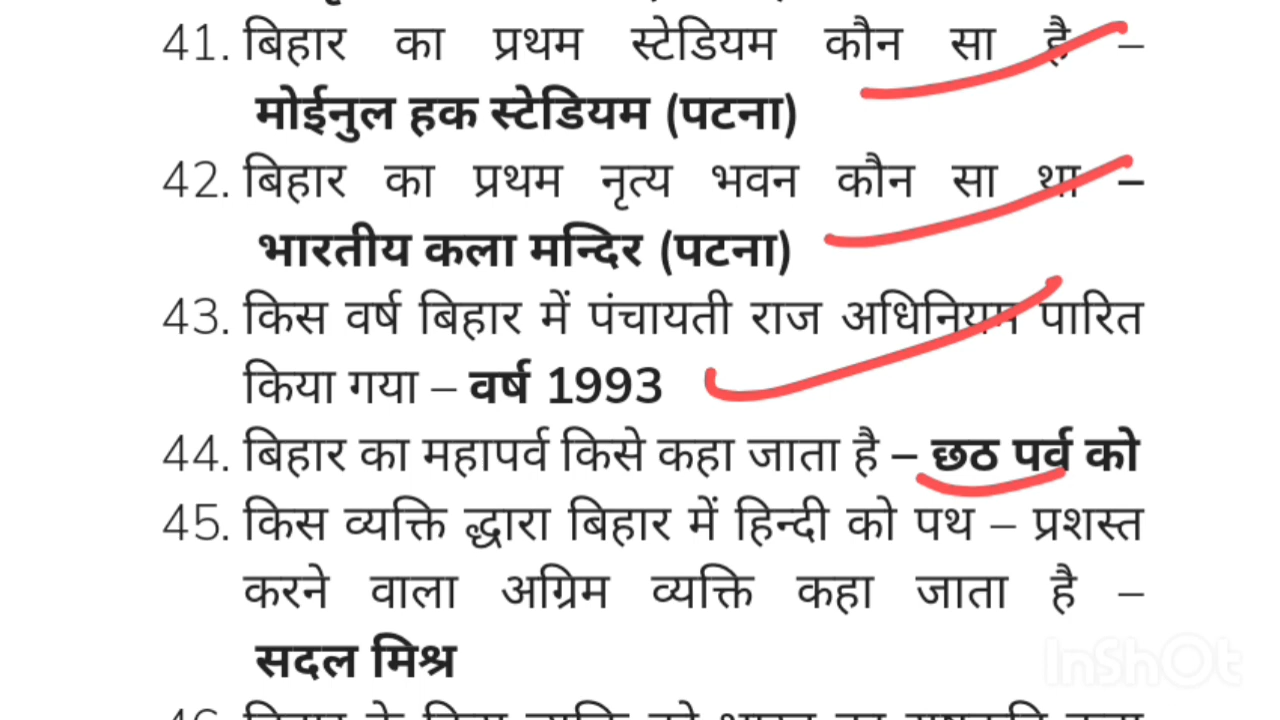 41. बिहार का प्रथम स्टेडियम कौन सा है –
मोईनुल हक स्टेडियम (पटना)
42. बिहार का प्रथम नृत्य भवन कौन सा था –
भारतीय कला मन्दिर (पटना)
43. किस वर्ष बिहार में पंचायती राज अधिनियम पारित
किया गया – वर्ष 1993
44. बिहार का महापर्व किसे कहा जाता है – छठ पर्व को
45. किस व्यक्ति द्धारा बिहार में हिन्दी को पथ – प्रशस्त
करने वाला अग्रिम व्यक्ति कहा जाता है –
सदल मिश्र
InShOt